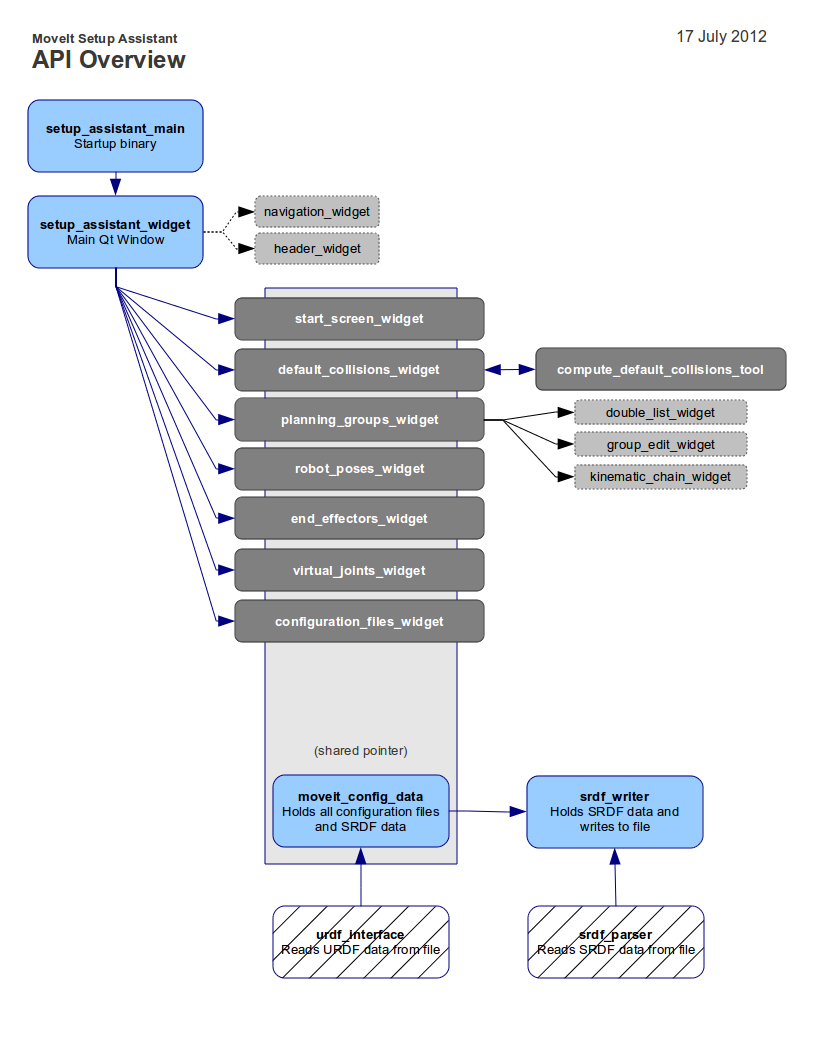 MoveIt Setup Assistant
API Overview
17 July 2012
setup_assistant_main
Startup binary
setup_assistant_widget
Main Qt Window
navigation_widget
header_widget
start_screen_widget
default_collisions_widget
compute_default_collisions_tool
planning_groups_widget
double_list_widget
group_edit_widget
kinematic_chain_widget
robot_poses_widget
end_effectors_widget
virtual_joints_widget
configuration_files_widget
(shared pointer)
moveit_config_data
Holds all configuration files
and SRDF data
srdf_writer
Holds SRDF data and
writes to file
urdf_interface
Reads URDF data from file
srdf_parser
Reads SRDF data from file